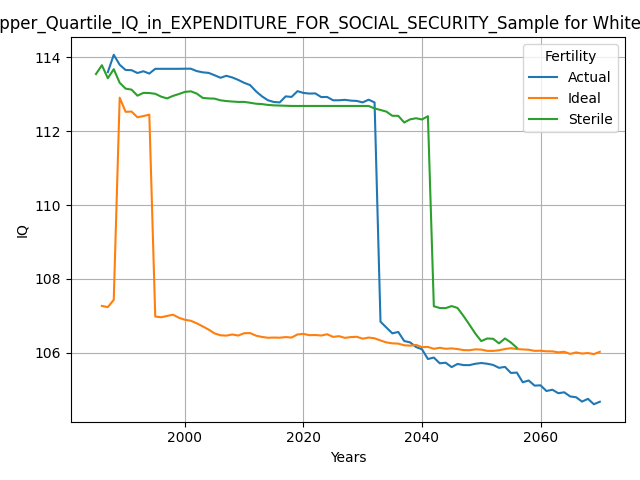 pper_Quartile_IQ_in_EXPENDITURE_FOR_SOCIAL_SECURITY_Sample for White
Fertility
Actual
Ideal
Sterile
114
112
110
108
106
IQ
2000
2020
2040
2060
Years